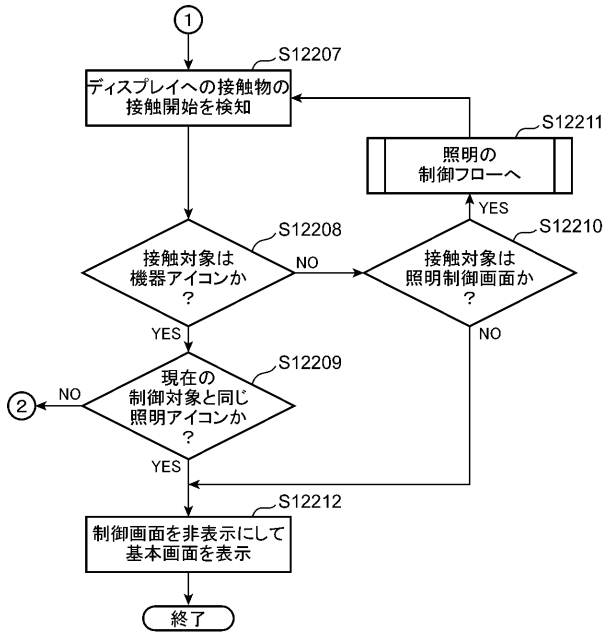 1
S12207
ディスプレイへの接触物の
接触開始を検知
S12211
照明の
制御フローへ
YES
S12208
接触対象は
機器アイコンか
?
NO
S12210
接触対象は
照明制御画面か
?
YES
NO
S12209
現在の
制御対象と同じ
照明アイコンか
?
NO
2
YES
S12212
制御画面を非表示にして
基本画面を表示
終了